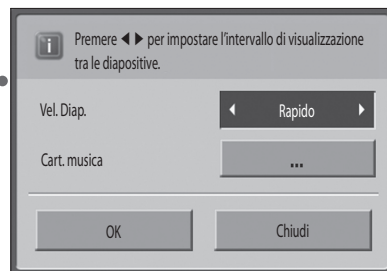 Premere ◀ ▶ per impostare l'intervallo di visualizzazione
tra le diapositive.
Vel. Diap.
◀ Rapido ▶
Cart. musica
...
OK
Chiudi